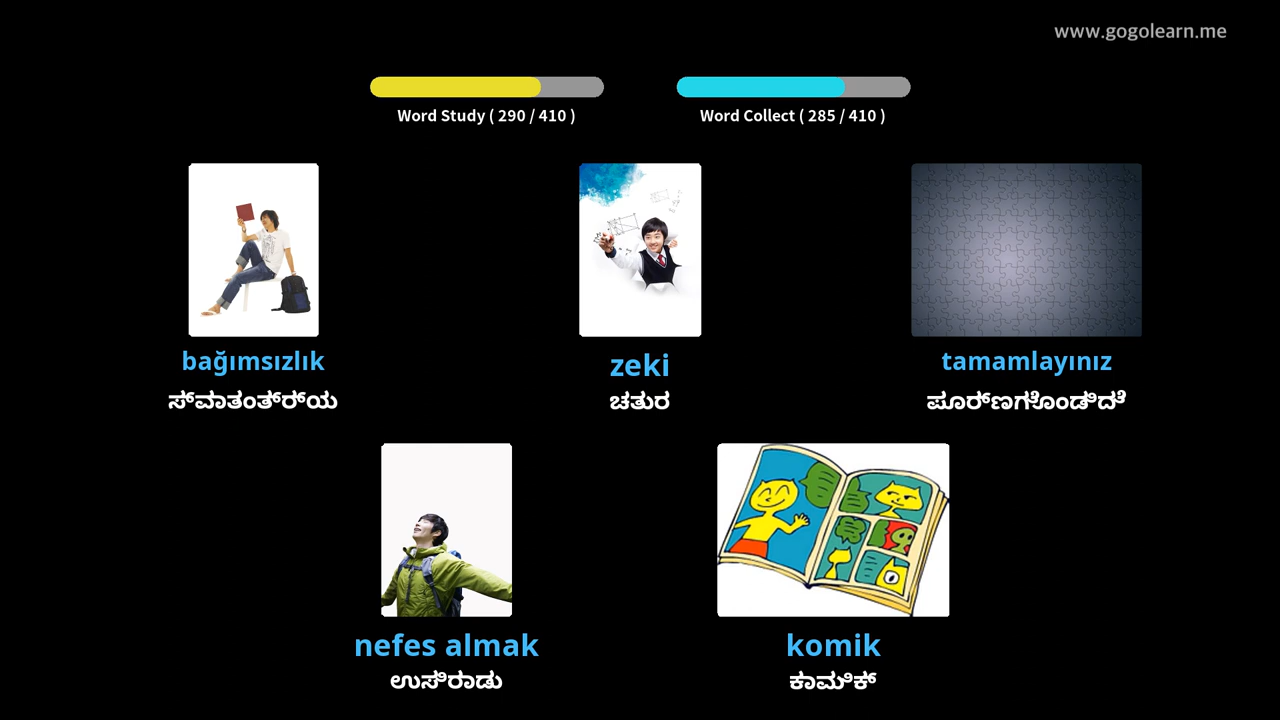 www.gogolearn.me
Word Study ( 290 / 410 )
Word Collect ( 285 / 410 )
bağımsızlık
ಸ್ವಾತಂತ್ರ್ಯ
zeki
ಚತುರ
tamamlayınız
ಪೂರ್ಣಗೊಂಡಿದೆ
nefes almak
ಉಸಿರಾಡು
komik
ಕಾಮಿಕ್